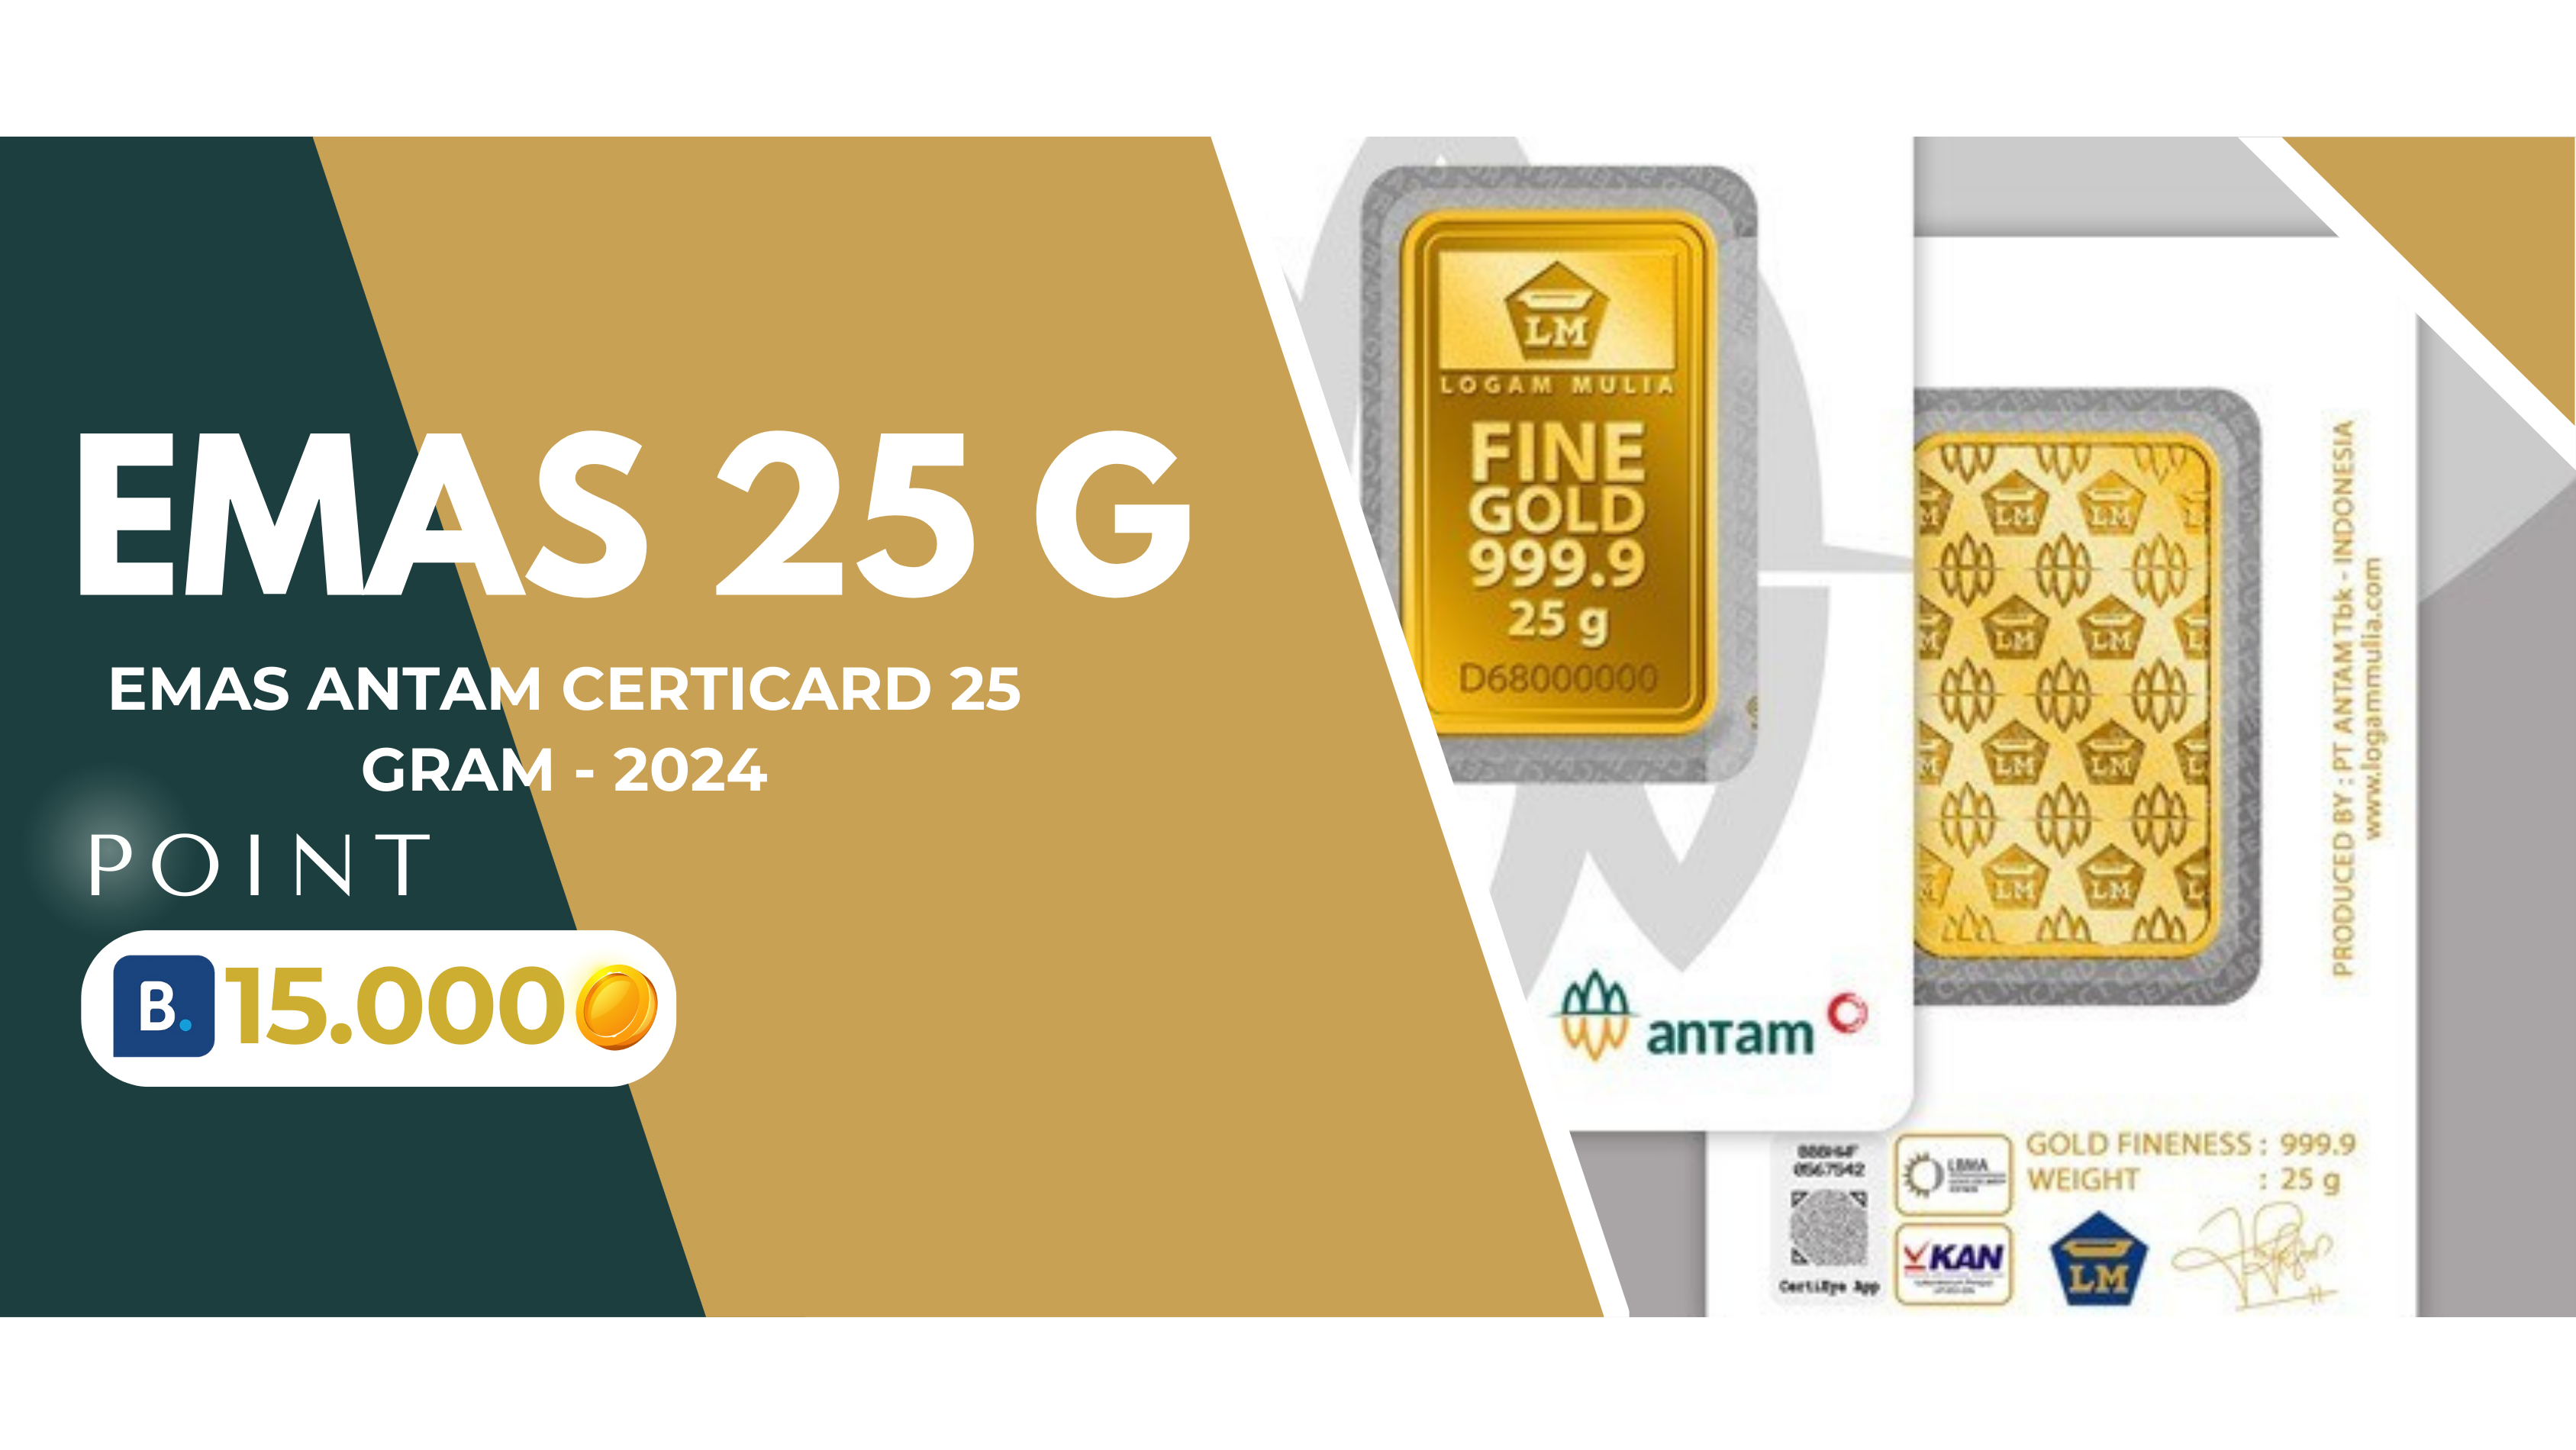 EMAS 25 G
EMAS ANTAM CERTICARD 25
GRAM - 2024
POINT
B. 15.000
LM
LOGAM MULIA
FINE
GOLD
999.9
25 g
D68000000
antam
PRODUCED BY : PT ANTAM Tbk - INDONESIA
www.logammulia.com
GOLD FINENESS : 999.9
WEIGHT : 25 g
0567542
CertiEye App
LBMA
KAN
LM